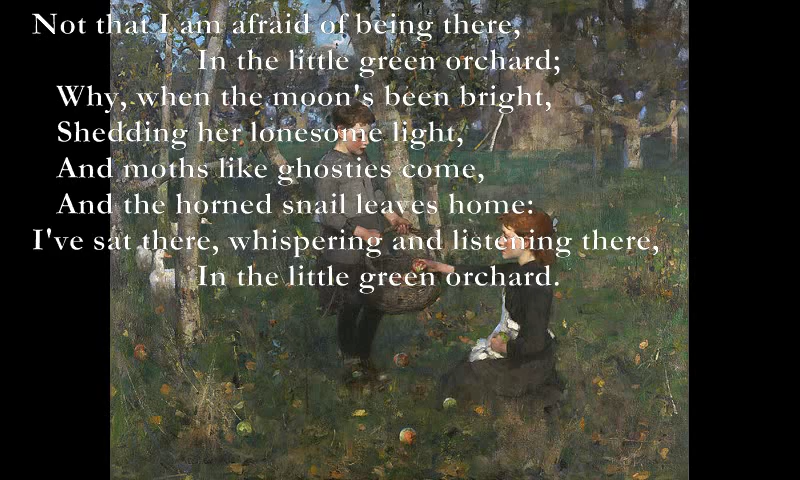 Not that I am afraid of being there,
In the little green orchard;
Why, when the moon's been bright,
Shedding her lonesome light,
And moths like ghosties come,
And the horned snail leaves home:
I've sat there, whispering and listening there,
In the little green orchard.